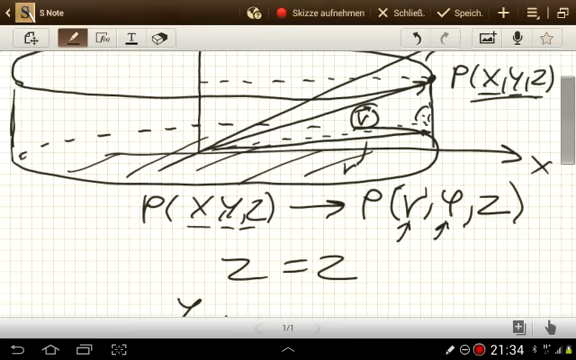 S Note
Skizze aufnehmen
Schließ.
Speich.
f(x)
T
P(X,Y,Z)
r
r
x
P(X,Y,Z) → P(r,φ,Z)
Z = Z
y
1/1
21:34